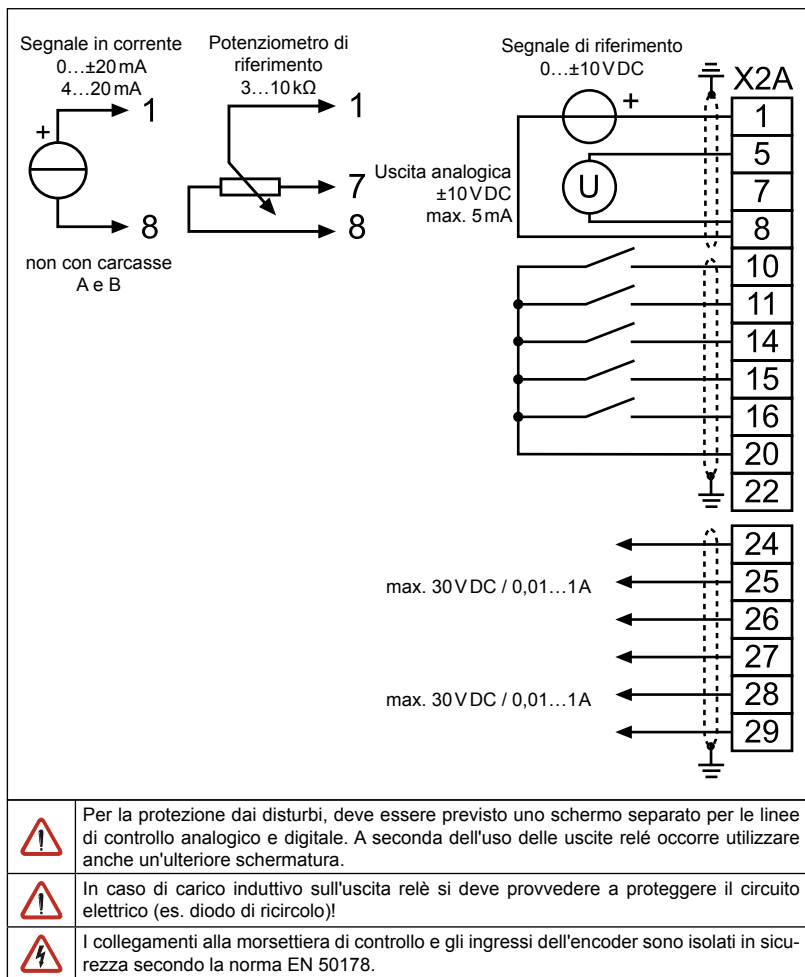 Segnale in corrente
0…±20 mA
4…20 mA
+
1
8
non con carcasse
A e B
Potenziometro di
riferimento
3…10 kΩ
1
7
8
Segnale di riferimento
0…±10 V DC
+
Uscita analogica
±10 V DC
max. 5 mA
U
X2A
1
5
7
8
10
11
14
15
16
20
22
24
25
26
27
28
29
max. 30 V DC / 0,01…1A
max. 30 V DC / 0,01…1A
Per la protezione dai disturbi, deve essere previsto uno schermo separato per le linee
di controllo analogico e digitale. A seconda dell'uso delle uscite relé occorre utilizzare
anche un'ulteriore schermatura.
In caso di carico induttivo sull'uscita relè si deve provvedere a proteggere il circuito
elettrico (es. diodo di ricircolo)!
I collegamenti alla morsettiera di controllo e gli ingressi dell'encoder sono isolati in sicu-
rezza secondo la norma EN 50178.